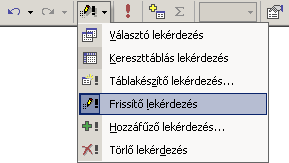 Választó lekérdezés
Kereszttáblás lekérdezés
Táblakészítő lekérdezés...
Frissítő lekérdezés
Hozzáfűző lekérdezés...
Törlő lekérdezés